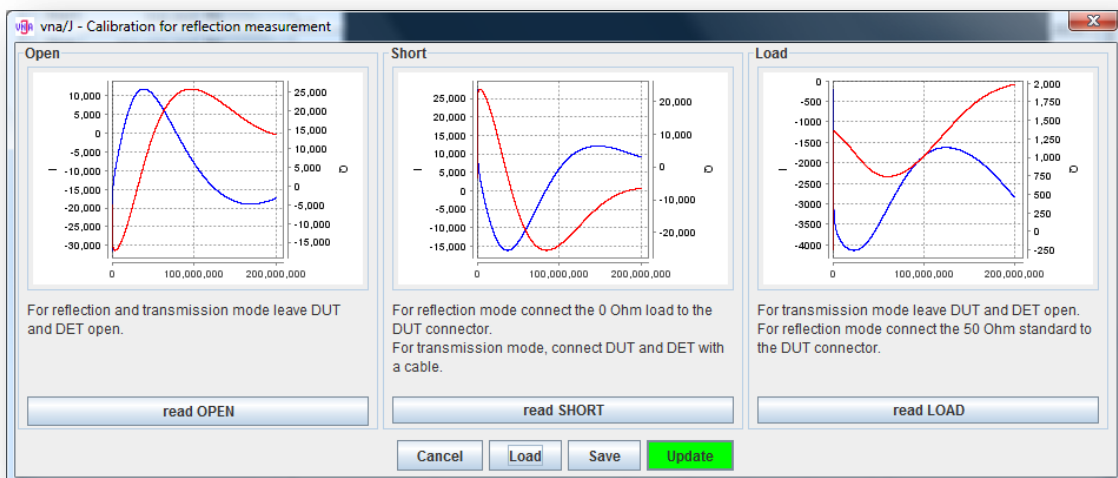 vna/J - Calibration for reflection measurement
Open
10,000
5,000
0
-5,000
-10,000
-15,000
-20,000
-25,000
-30,000
I
25,000
20,000
15,000
10,000
5,000
0
-5,000
-10,000
-15,000
Q
0
100,000,000
200,000,000
For reflection and transmission mode leave DUT
and DET open.
read OPEN
Short
25,000
20,000
15,000
10,000
5,000
0
-5,000
-10,000
-15,000
I
20,000
10,000
0
-10,000
-20,000
Q
0
100,000,000
200,000,000
For reflection mode connect the 0 Ohm load to the
DUT connector.
For transmission mode, connect DUT and DET with
a cable.
read SHORT
Load
0
-500
-1000
-1500
-2000
-2500
-3000
-3500
-4000
I
2,000
1,750
1,500
1,250
1,000
750
500
250
0
-250
Q
0
100,000,000
200,000,000
For transmission mode leave DUT and DET open.
For reflection mode connect the 50 Ohm standard to
the DUT connector.
read LOAD
Cancel
Load
Save
Update